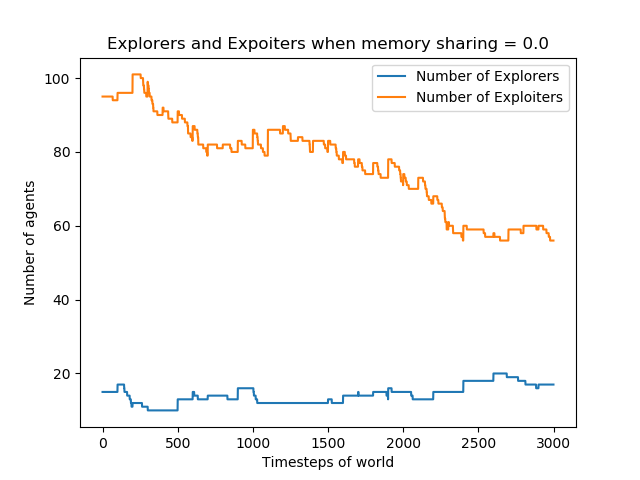 Explorers and Expoiters when memory sharing = 0.0
Number of Explorers
Number of Exploiters
Number of agents
100
80
60
40
20
0
500
1000
1500
2000
2500
3000
Timesteps of world